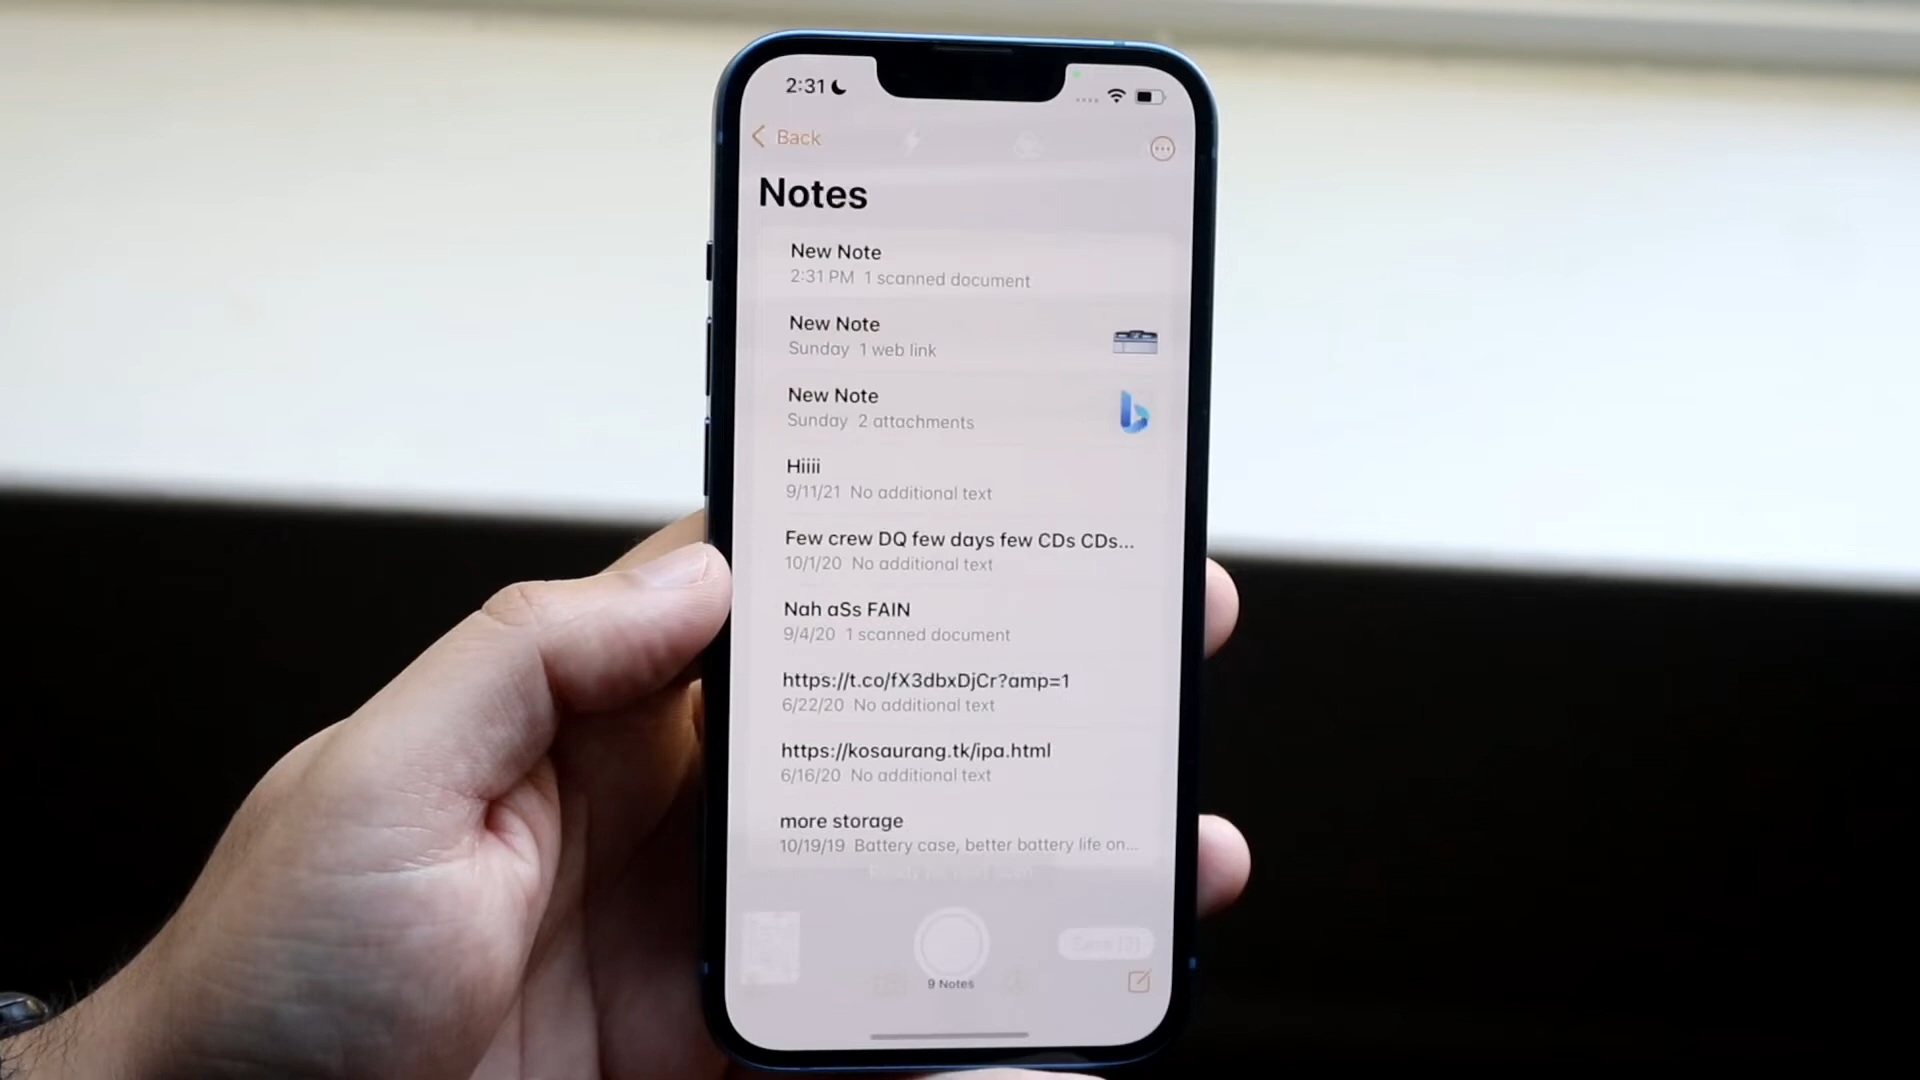 2:31
Back
Notes
New Note
2:31 PM 1 scanned document
New Note
Sunday 1 web link
New Note
Sunday 2 attachments
Hiiii
9/11/21 No additional text
Few crew DQ few days few CDs CDs...
10/1/20 No additional text
Nah aSs FAIN
9/4/20 1 scanned document
https://t.co/fX3dbxDjCr?amp=1
6/22/20 No additional text
https://kosaurang.tk/ipa.html
6/16/20 No additional text
more storage
10/19/19 Battery case, better battery life on...
9 Notes